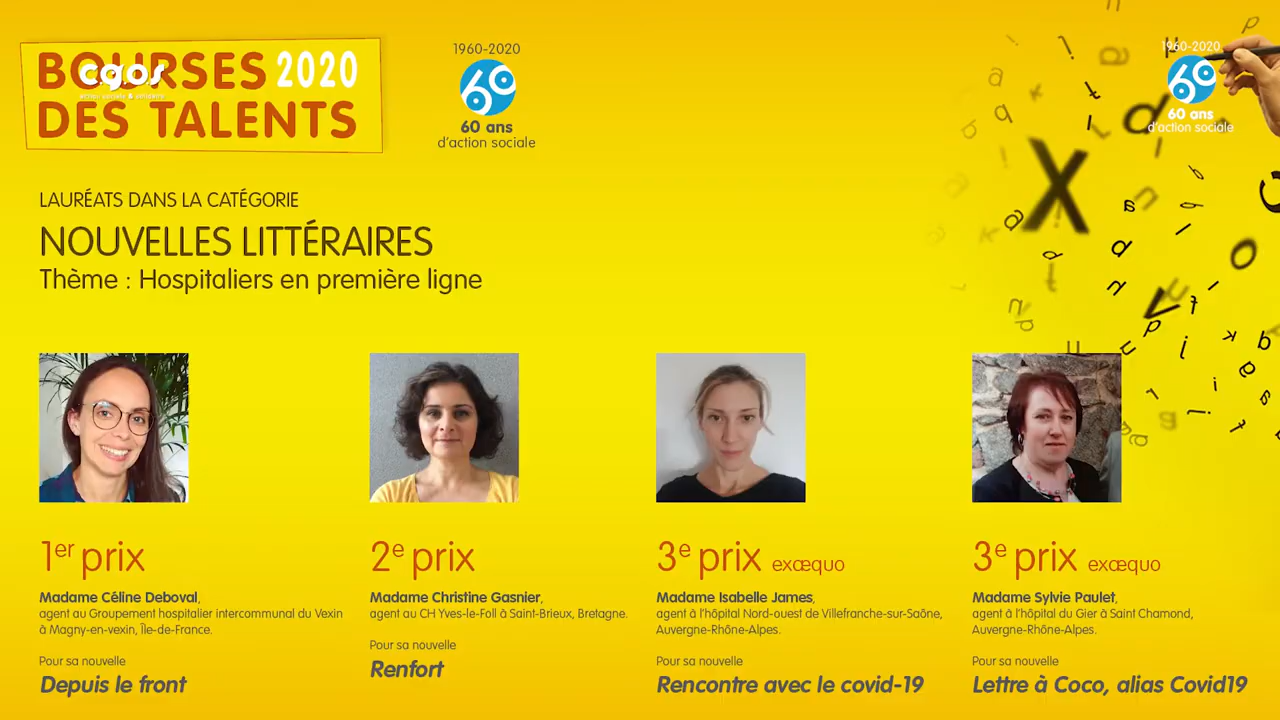 BOURSES 2020
DES TALENTS
cgos
action sociale & solidaire
1960-2020
60
60 ans
d'action sociale
1960-2020
60
60 ans
d'action sociale
LAURÉATS DANS LA CATÉGORIE
NOUVELLES LITTÉRAIRES
Thème : Hospitaliers en première ligne
1er prix
Madame Céline Deboval,
agent au Groupement hospitalier intercommunal du Vexin
à Magny-en-vexin, Île-de-France.
Pour sa nouvelle
Depuis le front
2e prix
Madame Christine Gasnier,
agent au CH Yves-le-Foll à Saint-Brieux, Bretagne.
Pour sa nouvelle
Renfort
3e prix exæquo
Madame Isabelle James,
agent à l'hôpital Nord-ouest de Villefranche-sur-Saône,
Auvergne-Rhône-Alpes.
Pour sa nouvelle
Rencontre avec le covid-19
3e prix exæquo
Madame Sylvie Paulet,
agent à l'hôpital du Gier à Saint Chamond,
Auvergne-Rhône-Alpes.
Pour sa nouvelle
Lettre à Coco, alias Covid19